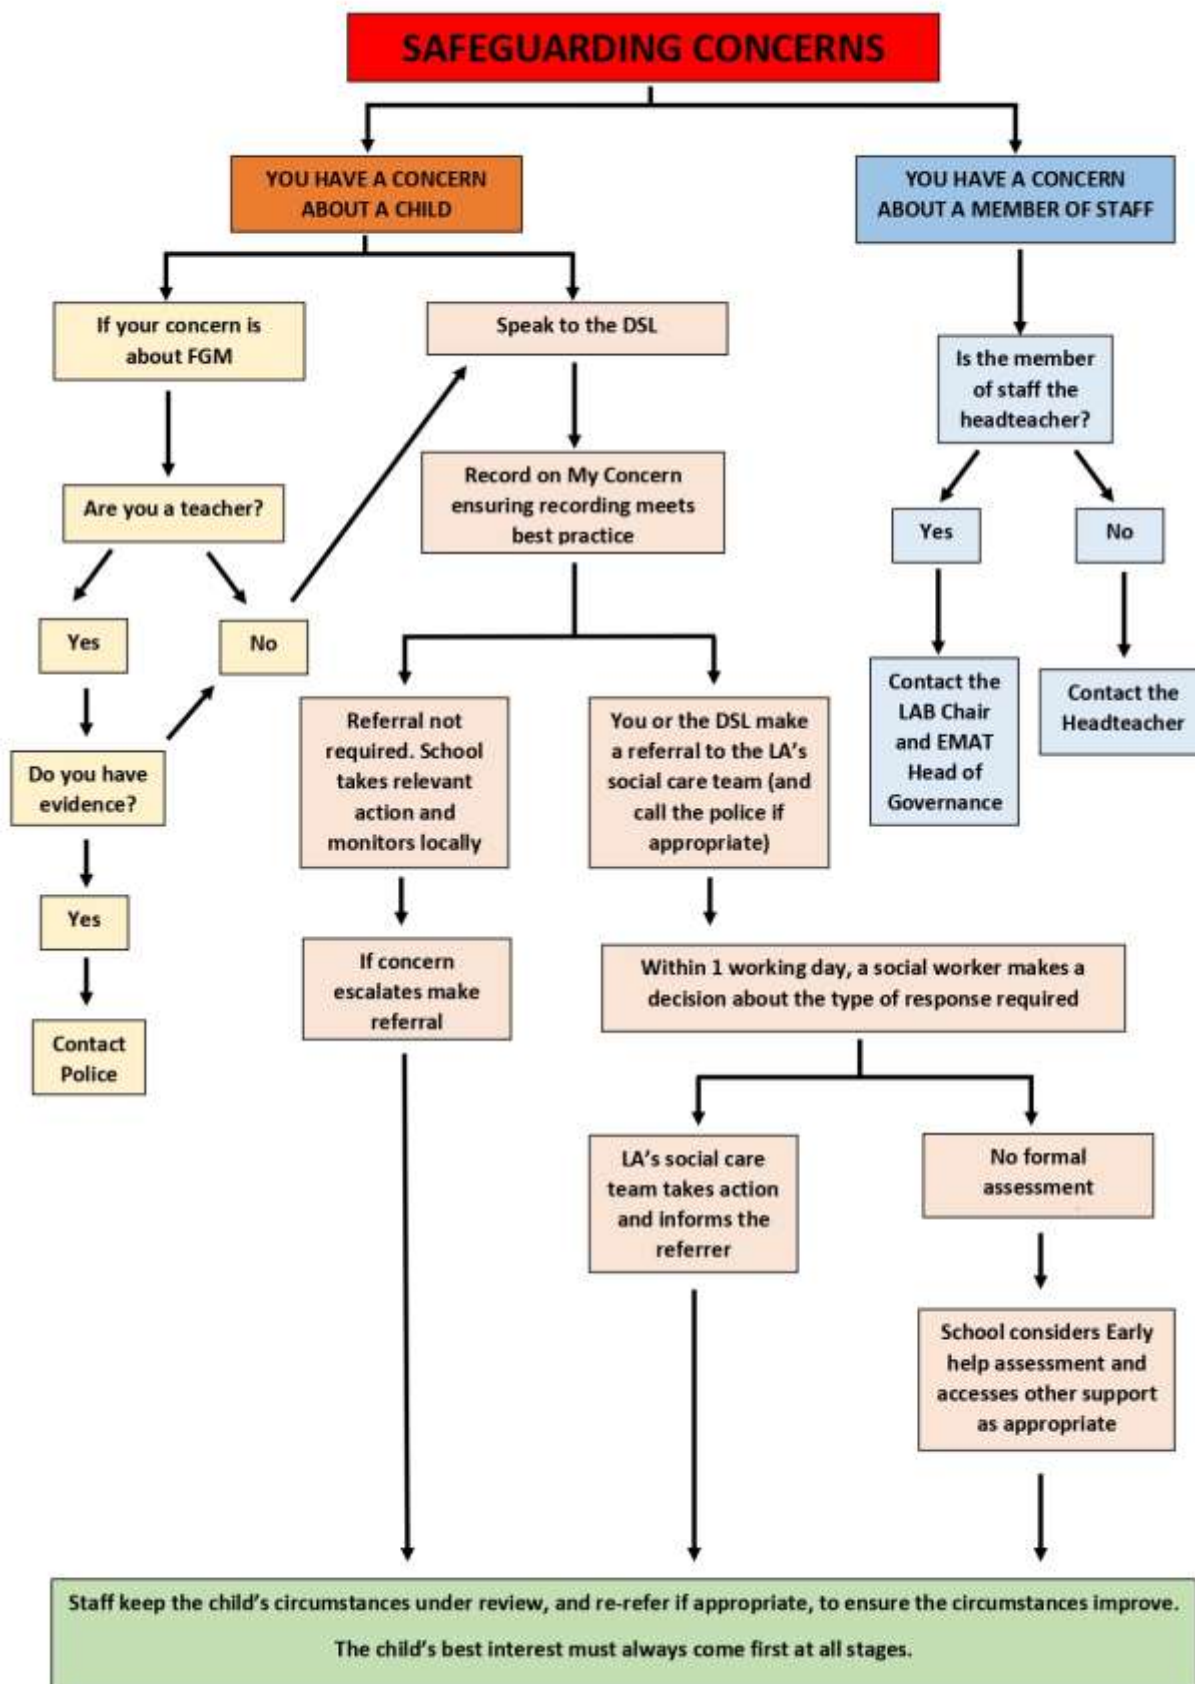 SAFEGUARDING CONCERNS
YOU HAVE A CONCERN
ABOUT A CHILD
YOU HAVE A CONCERN
ABOUT A MEMBER OF STAFF
If your concern is
about FGM
Speak to the DSL
Is the member
of staff the
headteacher?
Are you a teacher?
Record on My Concern
ensuring recording meets
best practice
Yes
No
Yes
No
Do you have
evidence?
Referral not
required. School
takes relevant
action and
monitors locally
You or the DSL make
a referral to the LA's
social care team (and
call the police if
appropriate)
Contact the
LAB Chair
and EMAT
Head of
Governance
Contact the
Headteacher
Yes
If concern
escalates make
referral
Within 1 working day, a social worker makes a
decision about the type of response required
Contact
Police
LA's social care
team takes action
and informs the
referrer
No formal
assessment
School considers Early
help assessment and
accesses other support
as appropriate
Staff keep the child's circumstances under review, and re-refer if appropriate, to ensure the circumstances improve.
The child's best interest must always come first at all stages.